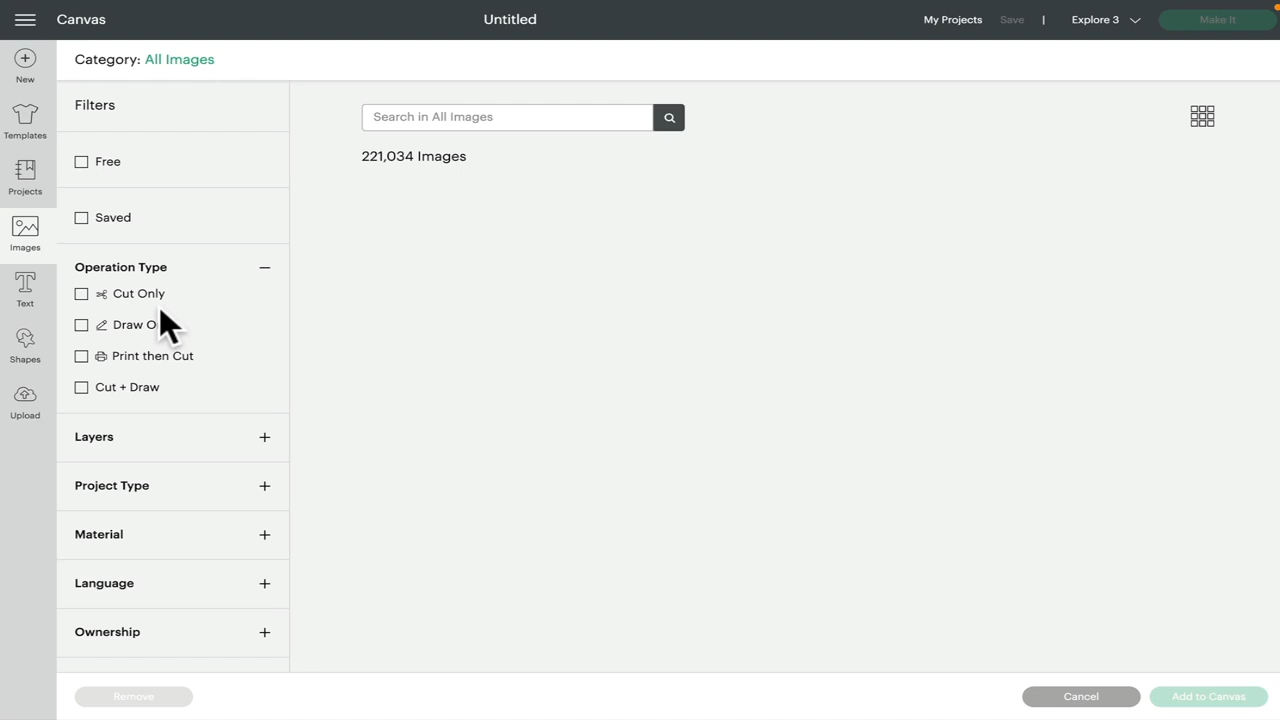 Canvas
Untitled
My Projects Save | Explore 3 Make It
New
Templates
Projects
Images
Text
Shapes
Upload
Category: All Images
Filters
Free
Saved
Operation Type
Cut Only
Draw
Print then Cut
Cut + Draw
Layers
Project Type
Material
Language
Ownership
Search in All Images
221,034 Images
Remove
Cancel
Add to Canvas